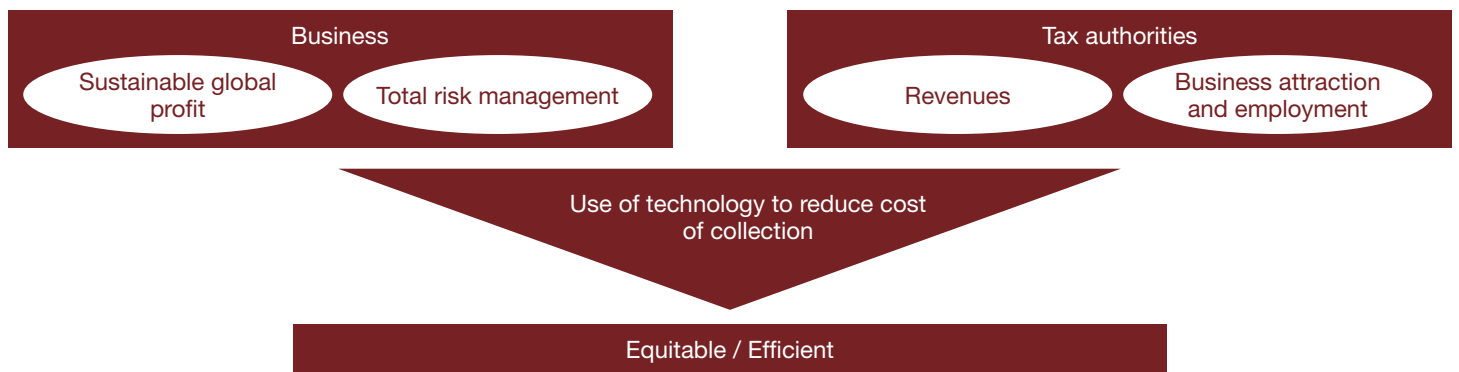 Business
Sustainable global
profit
Total risk management
Tax authorities
Revenues
Business attraction
and employment
Use of technology to reduce cost
of collection
Equitable / Efficient